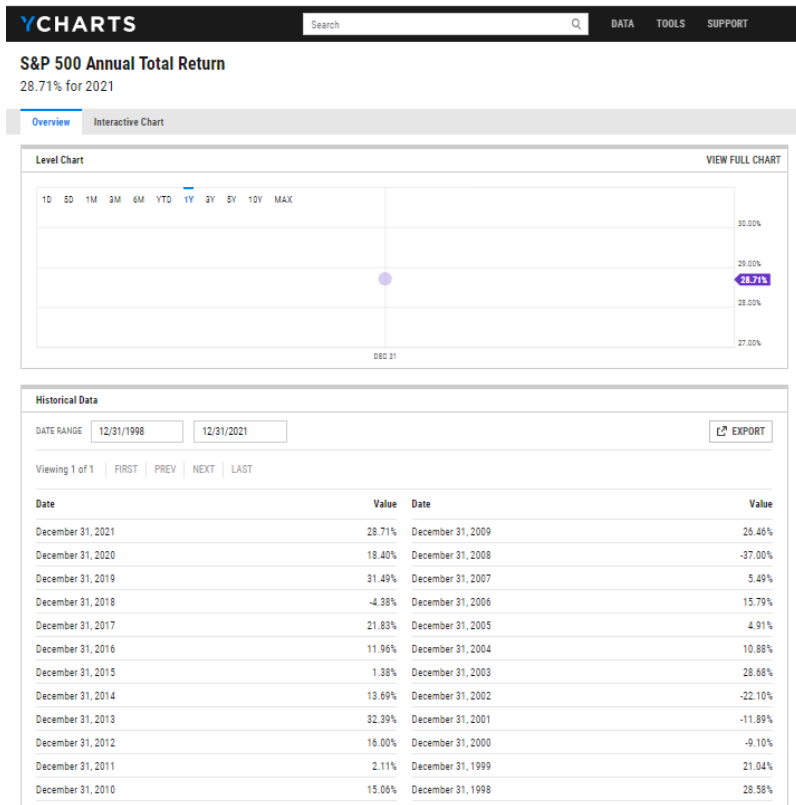 YCHARTS
Search
DATA TOOLS SUPPORT
S&P 500 Annual Total Return
28.71% for 2021
Overview Interactive Chart
Level Chart VIEW FULL CHART
1D 5D 1M 3M 6M YTD 1Y 3Y 5Y 10Y MAX
30.00%
29.00%
28.71%
28.00%
27.00%
DEC 31
Historical Data
DATE RANGE 12/31/1998 12/31/2021 EXPORT
Viewing 1 of 1 FIRST PREV NEXT LAST
Date Value Date Value
December 31, 2021 28.71% December 31, 2009 26.46%
December 31, 2020 18.40% December 31, 2008 -37.00%
December 31, 2019 31.49% December 31, 2007 5.49%
December 31, 2018 -4.38% December 31, 2006 15.79%
December 31, 2017 21.83% December 31, 2005 4.91%
December 31, 2016 11.96% December 31, 2004 10.88%
December 31, 2015 1.38% December 31, 2003 28.68%
December 31, 2014 13.69% December 31, 2002 -22.10%
December 31, 2013 32.39% December 31, 2001 -11.89%
December 31, 2012 16.00% December 31, 2000 -9.10%
December 31, 2011 2.11% December 31, 1999 21.04%
December 31, 2010 15.06% December 31, 1998 28.58%